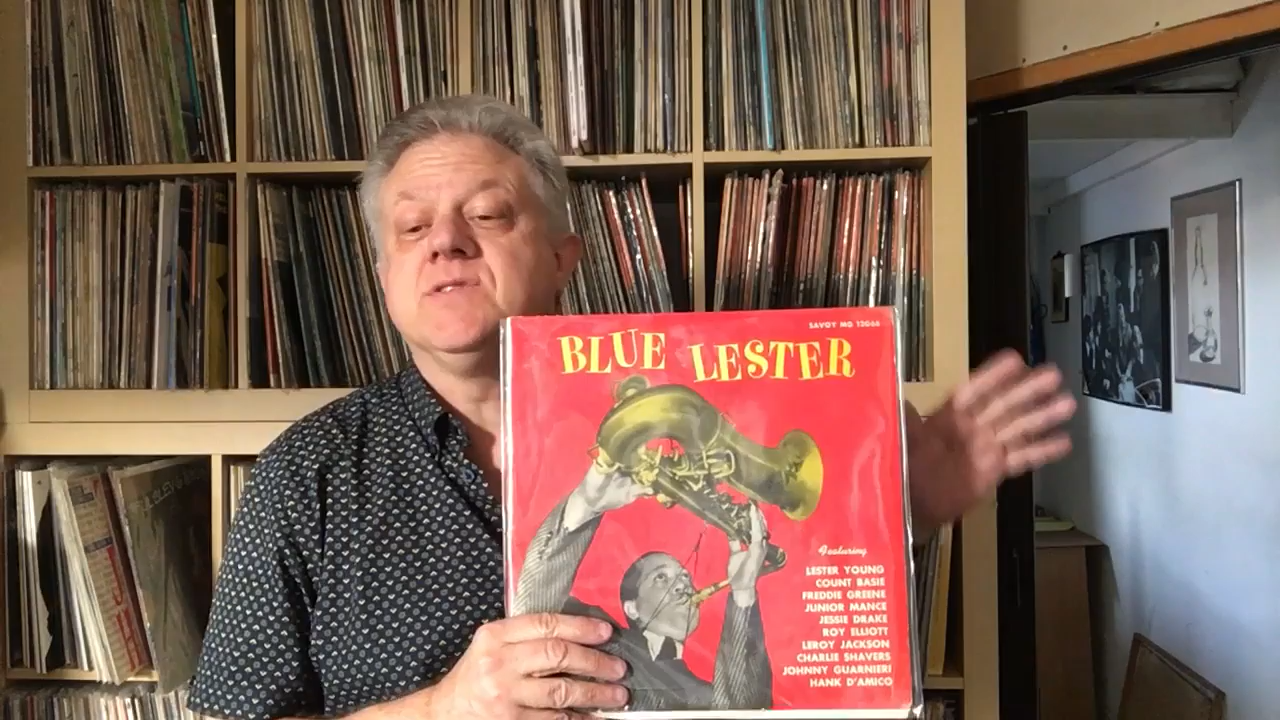 SAVOY MG 12066
BLUE LESTER
Featuring
LESTER YOUNG
COUNT BASIE
FREDDIE GREENE
JUNIOR MANCE
JESSIE DRAKE
ROY ELLIOTT
LEROY JACKSON
CHARLIE SHAVERS
JOHNNY GUARNIERI
HANK D'AMICO